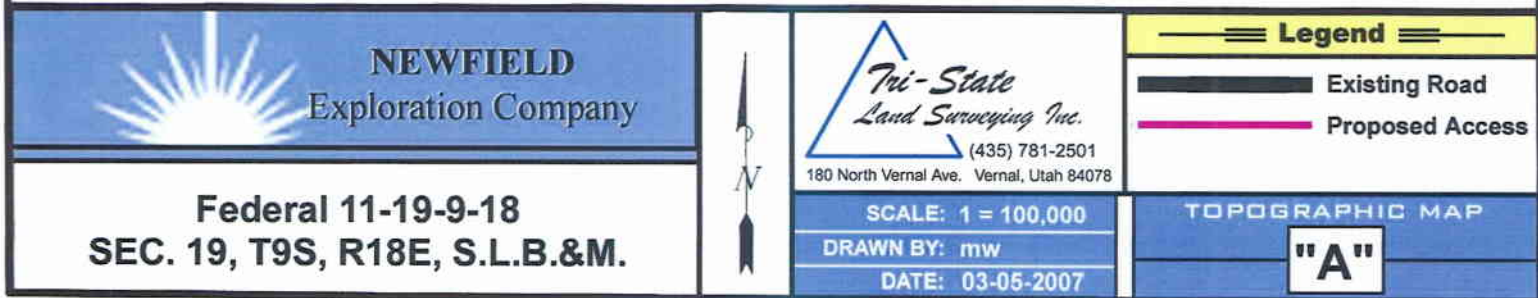 NEWFIELD
Exploration Company
Federal 11-19-9-18
SEC. 19, T9S, R18E, S.L.B.&M.
N
Tri-State
Land Surveying Inc.
(435) 781-2501
180 North Vernal Ave. Vernal, Utah 84078
SCALE: 1 = 100,000
DRAWN BY: mw
DATE: 03-05-2007
Legend
Existing Road
Proposed Access
TOPOGRAPHIC MAP
"A"